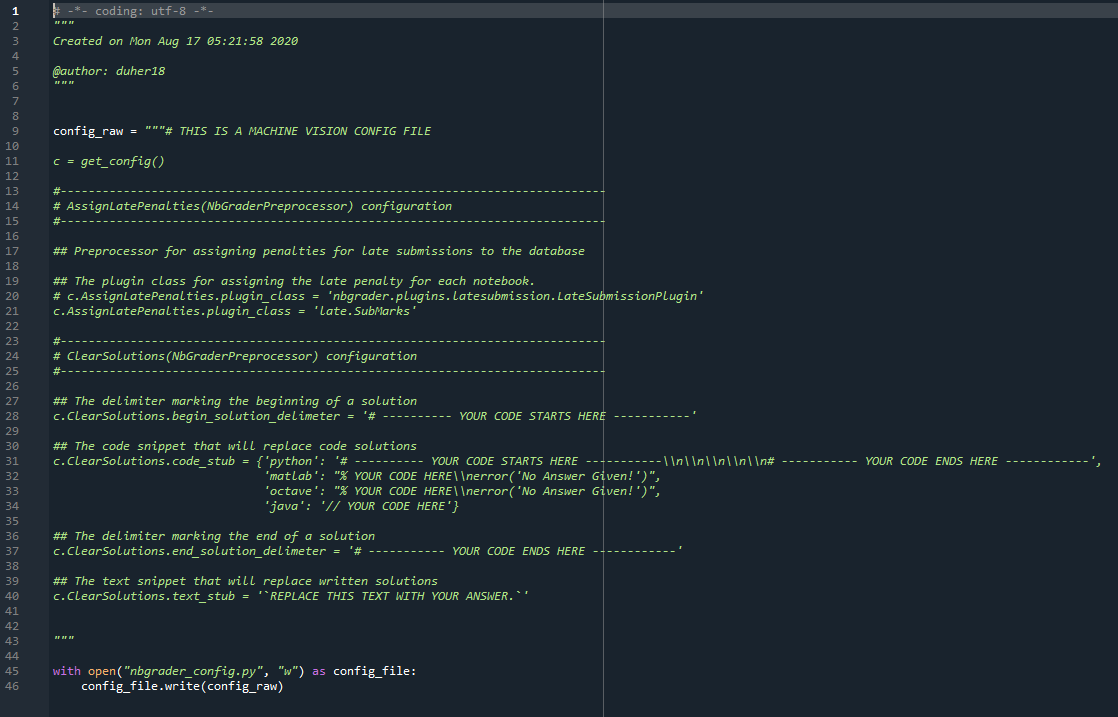 1 # -*- coding: utf-8 -*-
2 """
3 Created on Mon Aug 17 05:21:58 2020
4
5 @author: duher18
6 """
7
8
9 config_raw = """# THIS IS A MACHINE VISION CONFIG FILE
10
11 c = get_config()
12
13 #------------------------------------------------------------------------------
14 # AssignLatePenalties(NbGraderPreprocessor) configuration
15 #------------------------------------------------------------------------------
16
17 ## Preprocessor for assigning penalties for late submissions to the database
18
19 ## The plugin class for assigning the late penalty for each notebook.
20 # c.AssignLatePenalties.plugin_class = 'nbgrader.plugins.latesubmission.LateSubmissionPlugin'
21 c.AssignLatePenalties.plugin_class = 'late.SubMarks'
22
23 #------------------------------------------------------------------------------
24 # ClearSolutions(NbGraderPreprocessor) configuration
25 #------------------------------------------------------------------------------
26
27 ## The delimiter marking the beginning of a solution
28 c.ClearSolutions.begin_solution_delimeter = '# ---------- YOUR CODE STARTS HERE -----------'
29
30 ## The code snippet that will replace code solutions
31 c.ClearSolutions.code_stub = {'python': '# ---------- YOUR CODE STARTS HERE -----------\\n\\n\\n\\n\\n# ----------- YOUR CODE ENDS HERE ------------',
32                               'matlab': "% YOUR CODE HERE\\nerror('No Answer Given!')",
33                               'octave': "% YOUR CODE HERE\\nerror('No Answer Given!')",
34                               'java': '// YOUR CODE HERE'}
35
36 ## The delimiter marking the end of a solution
37 c.ClearSolutions.end_solution_delimeter = '# ----------- YOUR CODE ENDS HERE ------------'
38
39 ## The text snippet that will replace written solutions
40 c.ClearSolutions.text_stub = '`REPLACE THIS TEXT WITH YOUR ANSWER.`'
41
42
43 """
44
45 with open("nbgrader_config.py", "w") as config_file:
46     config_file.write(config_raw)